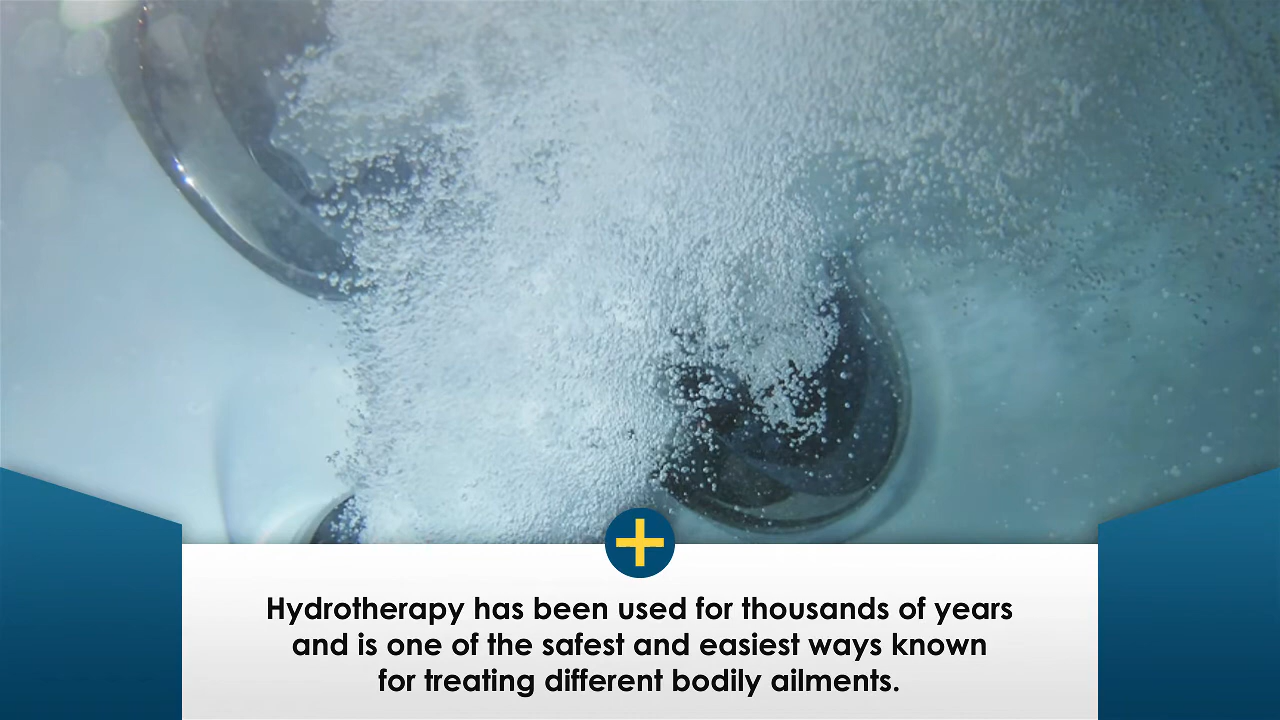 Hydrotherapy has been used for thousands of years
and is one of the safest and easiest ways known
for treating different bodily ailments.